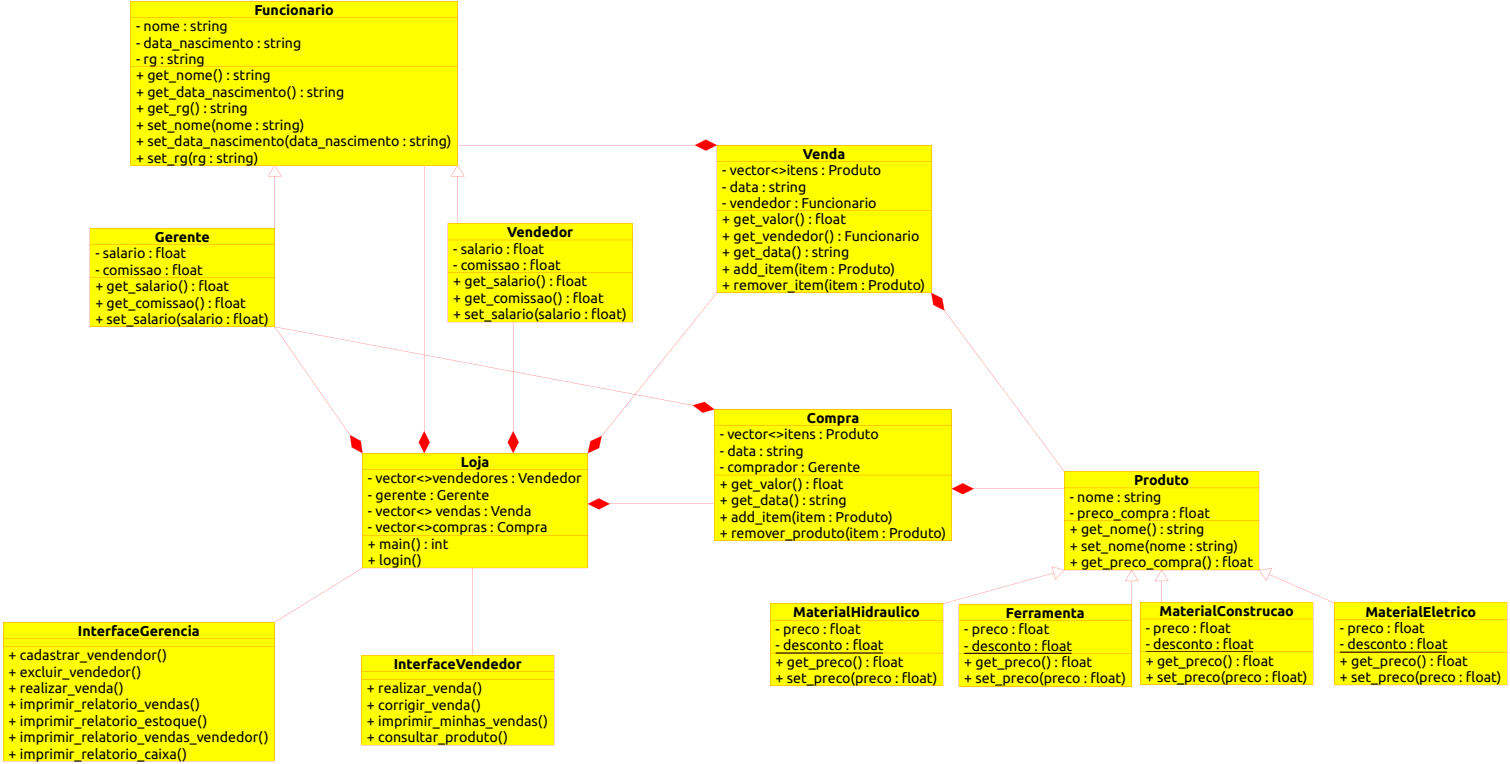 Funcionario
- nome : string
- data_nascimento : string
- rg : string
+ get_nome() : string
+ get_data_nascimento() : string
+ get_rg() : string
+ set_nome(nome : string)
+ set_data_nascimento(data_nascimento : string)
+ set_rg(rg : string)
Venda
- vector<>itens : Produto
- data : string
- vendedor : Funcionario
+ get_valor() : float
+ get_vendedor() : Funcionario
+ get_data() : string
+ add_item(item : Produto)
+ remover_item(item : Produto)
Gerente
- salario : float
- comissao : float
+ get_salario() : float
+ get_comissao() : float
+ set_salario(salario : float)
Vendedor
- salario : float
- comissao : float
+ get_salario() : float
+ get_comissao() : float
+ set_salario(salario : float)
Loja
- vector<>vendedores : Vendedor
- gerente : Gerente
- vector<> vendas : Venda
- vector<>compras : Compra
+ main() : int
+ login()
Compra
- vector<>itens : Produto
- data : string
- comprador : Gerente
+ get_valor() : float
+ get_data() : string
+ add_item(item : Produto)
+ remover_produto(item : Produto)
Produto
- nome : string
- preco_compra : float
+ get_nome() : string
+ set_nome(nome : string)
+ get_preco_compra() : float
InterfaceGerencia
+ cadastrar_vendendor()
+ excluir_vendedor()
+ realizar_venda()
+ imprimir_relatorio_vendas()
+ imprimir_relatorio_estoque()
+ imprimir_relatorio_vendas_vendedor()
+ imprimir_relatorio_caixa()
InterfaceVendedor
+ realizar_venda()
+ corrigir_venda()
+ imprimir_minhas_vendas()
+ consultar_produto()
MaterialHidraulico
- preco : float
- desconto : float
+ get_preco() : float
+ set_preco(preco : float)
Ferramenta
- preco : float
- desconto : float
+ get_preco() : float
+ set_preco(preco : float)
MaterialConstrucao
- preco : float
- desconto : float
+ get_preco() : float
+ set_preco(preco : float)
MaterialEletrico
- preco : float
- desconto : float
+ get_preco() : float
+ set_preco(preco : float)